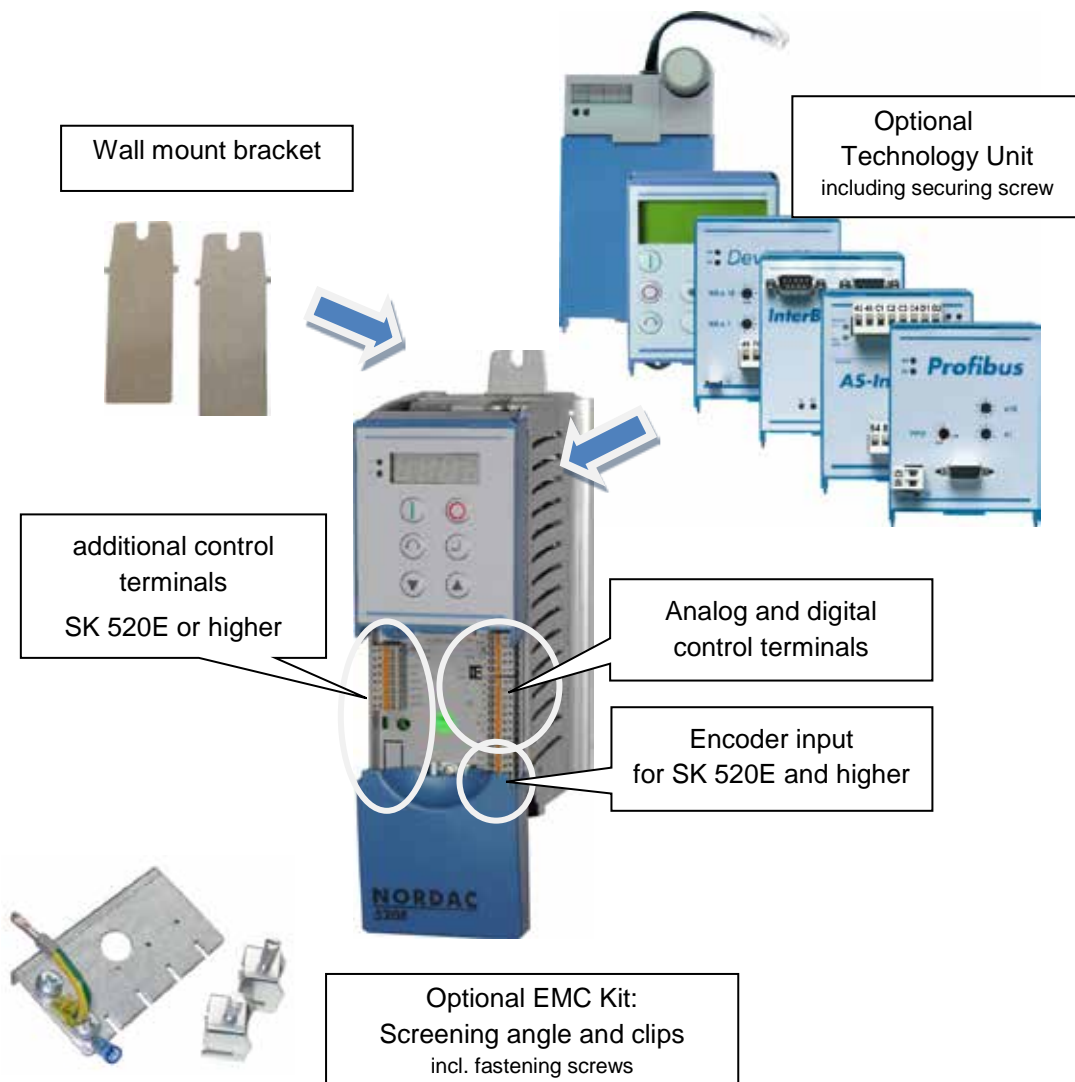 Wall mount bracket
Optional
Technology Unit
including securing screw
InterB
AS-In
Profibus
additional control
terminals
SK 520E or higher
Analog and digital
control terminals
Encoder input
for SK 520E and higher
NORDAC
520E
Optional EMC Kit:
Screening angle and clips
incl. fastening screws